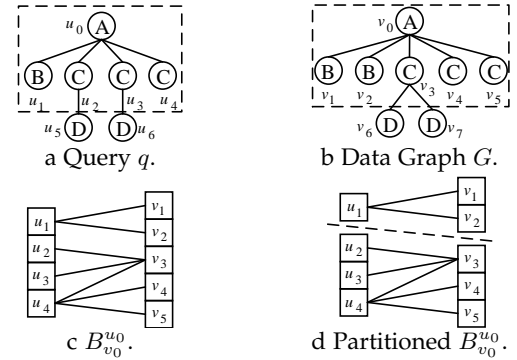 u0 A
v0 A
B C C C
B B C C C
u1 u2 u3 u4
v1 v2 v3 v4 v5
u5 D D u6
v6 D D v7
a Query q.
b Data Graph G.
u1
u2
u3
u4
v1
v2
v3
v4
v5
u1
u2
u3
u4
v1
v2
v3
v4
v5
c B_{v0}^{u0}.
d Partitioned B_{v0}^{u0}.